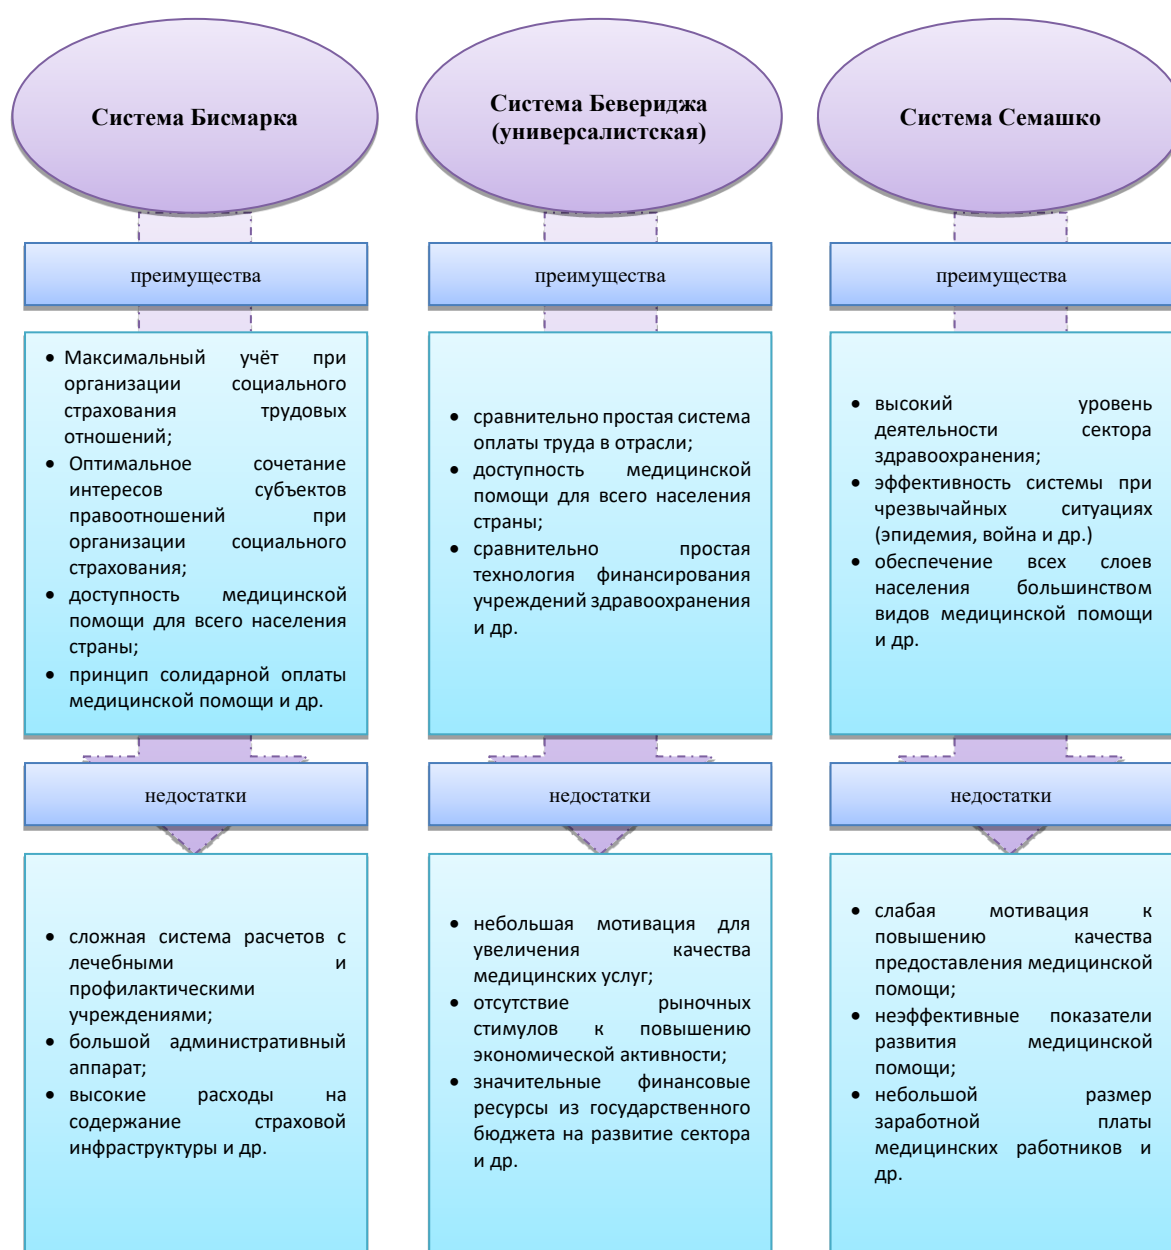 Система Бисмарка
Система Бевериджа
(универсалистская)
Система Семашко
преимущества
преимущества
преимущества
• Максимальный учёт при
организации социального
страхования трудовых
отношений;
• Оптимальное сочетание
интересов субъектов
правоотношений при
организации социального
страхования;
• доступность медицинской
помощи для всего населения
страны;
• принцип солидарной оплаты
медицинской помощи и др.
• сравнительно простая система
оплаты труда в отрасли;
• доступность медицинской
помощи для всего населения
страны;
• сравнительно простая
технология финансирования
учреждений здравоохранения
и др.
• высокий уровень
деятельности сектора
здравоохранения;
• эффективность системы при
чрезвычайных ситуациях
(эпидемия, война и др.)
• обеспечение всех слоев
населения большинством
видов медицинской помощи
и др.
недостатки
недостатки
недостатки
• сложная система расчетов с
лечебными и
профилактическими
учреждениями;
• большой административный
аппарат;
• высокие расходы на
содержание страховой
инфраструктуры и др.
• небольшая мотивация для
увеличения качества
медицинских услуг;
• отсутствие рыночных
стимулов к повышению
экономической активности;
• значительные финансовые
ресурсы из государственного
бюджета на развитие сектора
и др.
• слабая мотивация к
повышению качества
предоставления медицинской
помощи;
• неэффективные показатели
развития медицинской
помощи;
• небольшой размер
заработной платы
медицинских работников и
др.